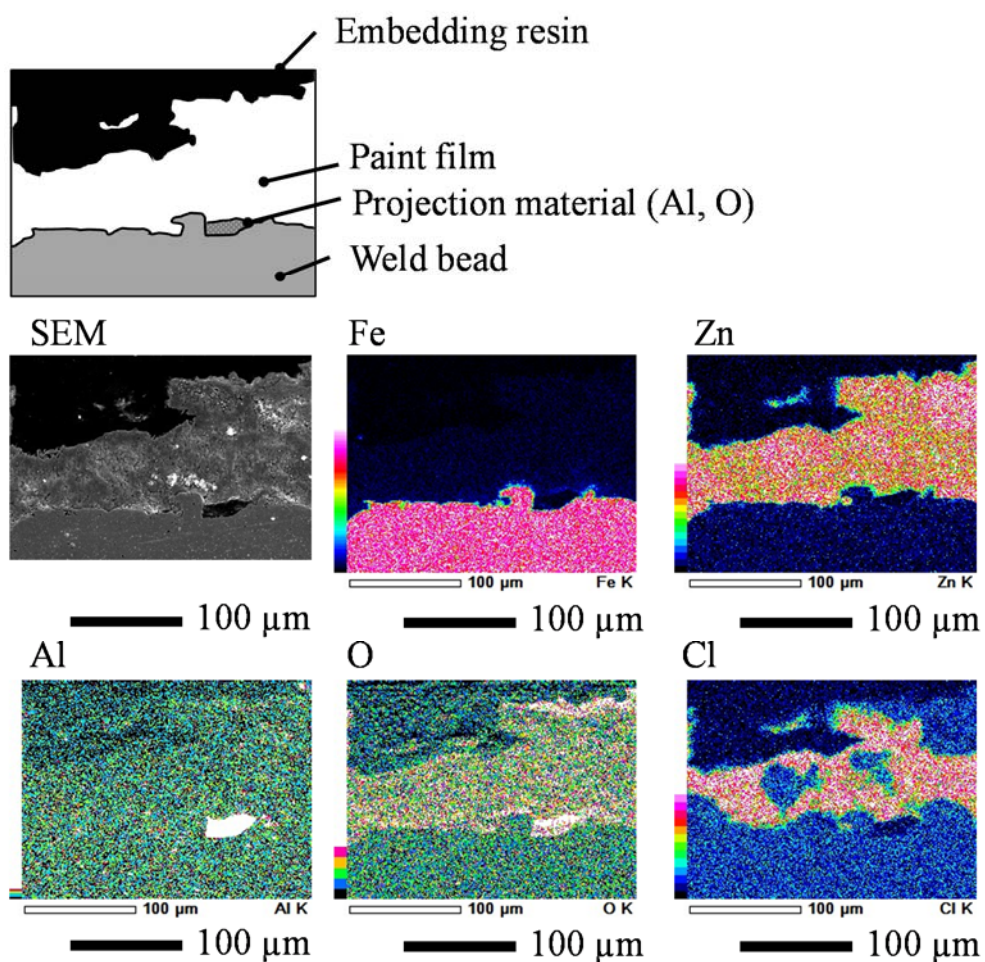 Embedding resin
Paint film
Projection material (Al, O)
Weld bead
SEM
Fe
Zn
100 µm
Fe K
100 µm
Zn K
100 µm
100 µm
Al
O
Cl
100 µm
Al K
100 µm
O K
100 µm
Cl K
100 µm
100 µm
100 µm